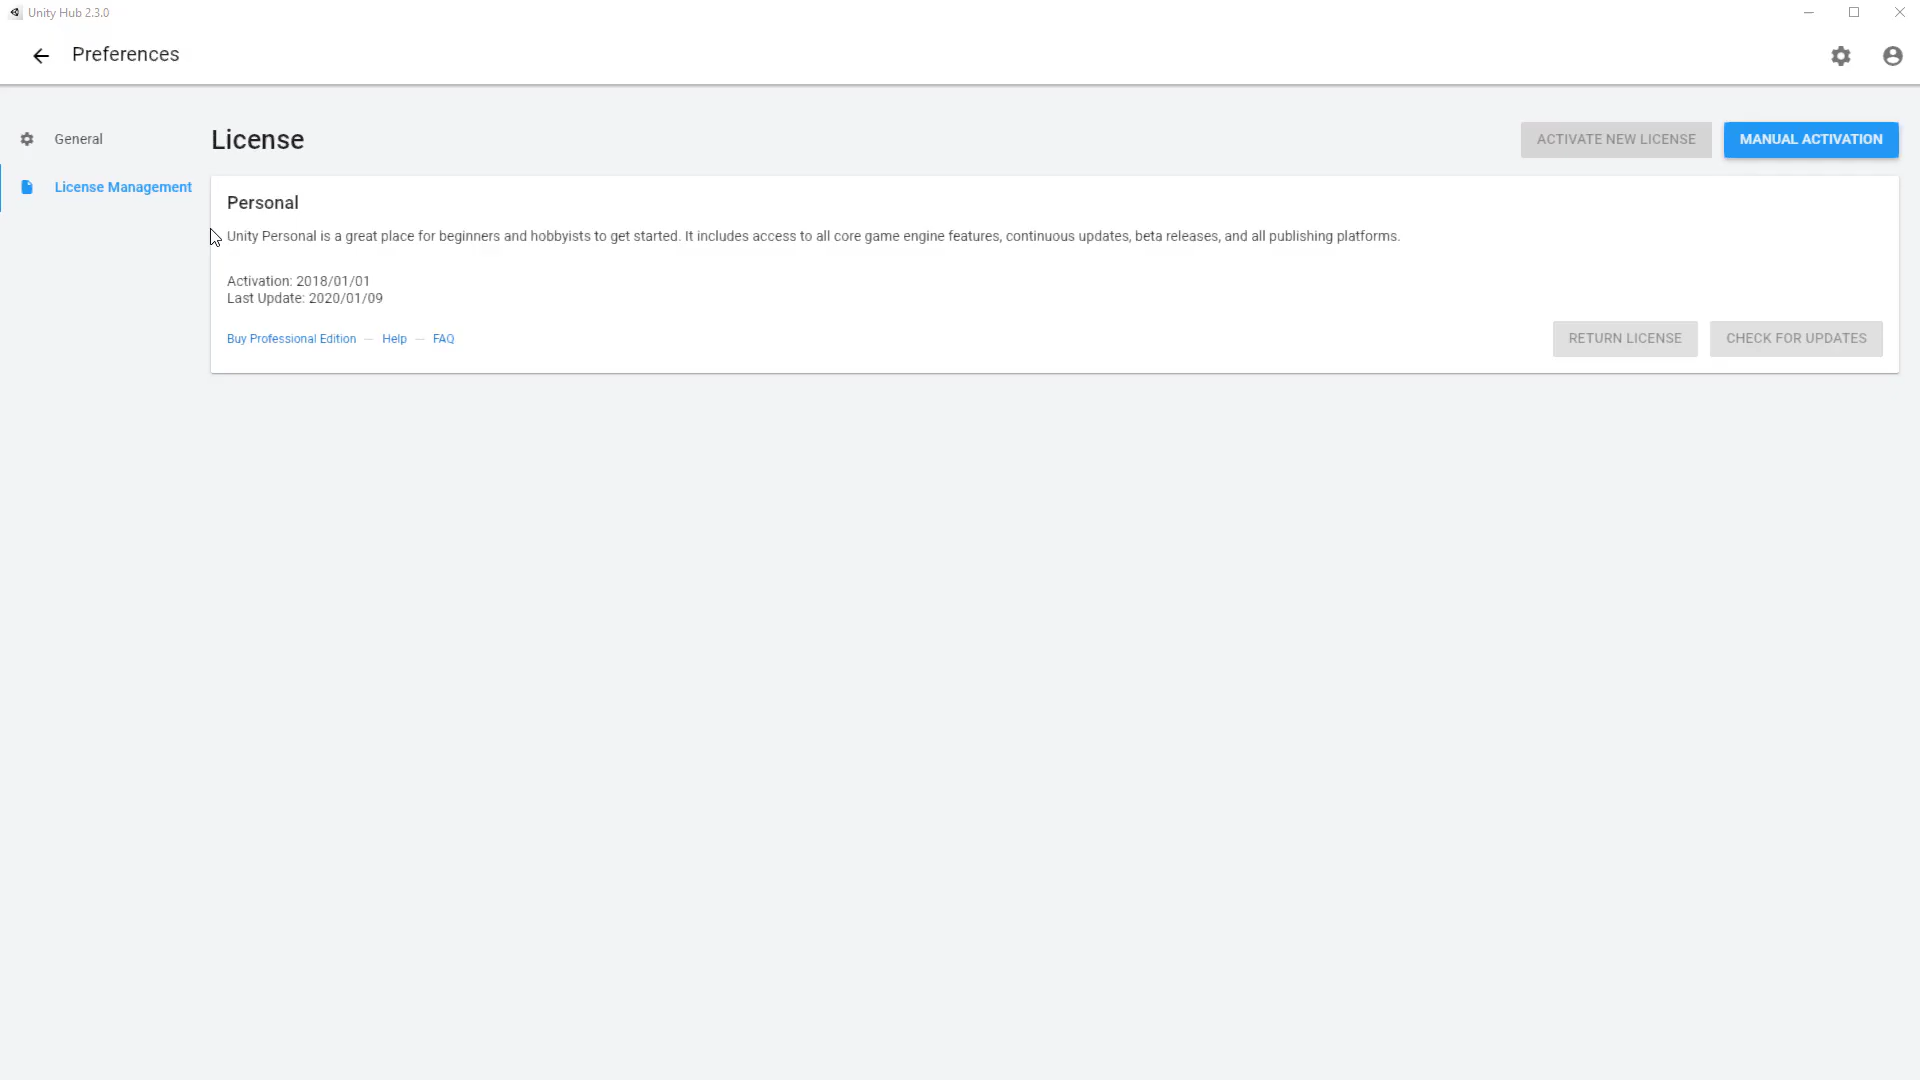 Unity Hub 2.3.0
Preferences
General
License Management
License
ACTIVATE NEW LICENSE
MANUAL ACTIVATION
Personal
Unity Personal is a great place for beginners and hobbyists to get started. It includes access to all core game engine features, continuous updates, beta releases, and all publishing platforms.
Activation: 2018/01/01
Last Update: 2020/01/09
Buy Professional Edition — Help — FAQ
RETURN LICENSE
CHECK FOR UPDATES